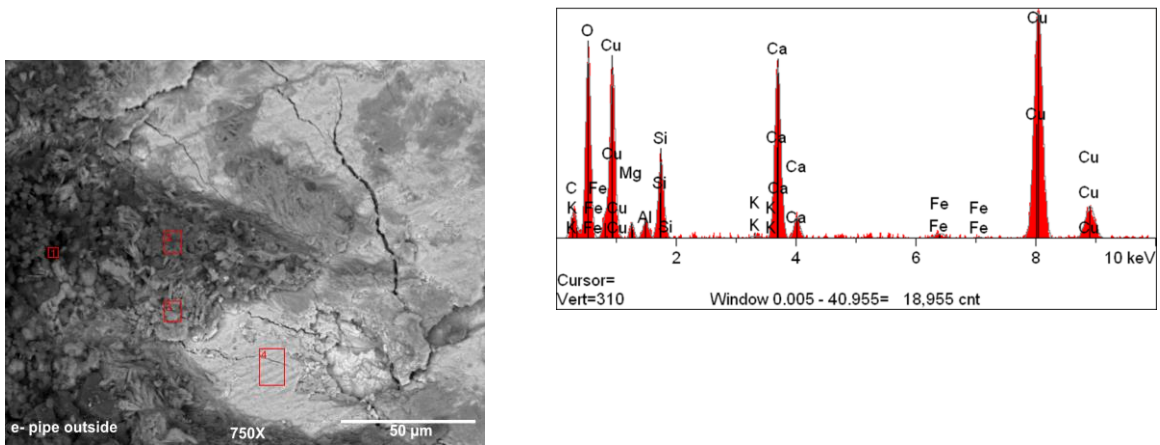 1
4
e- pipe outside
750X
50 µm
O
Cu
Ca
Cu
Cu
Si
Ca
Cu
Cu
Mg
Ca
Cu
C
Fe
Si
Ca
Cu
K
Fe
Cu
K
K
Fe
Fe
K
Fe
Cu
Al
Si
K
K
Ca
Fe
Fe
Cu
2
4
6
8
10 keV
Cursor=
Vert=310
Window 0.005 - 40.955= 18,955 cnt